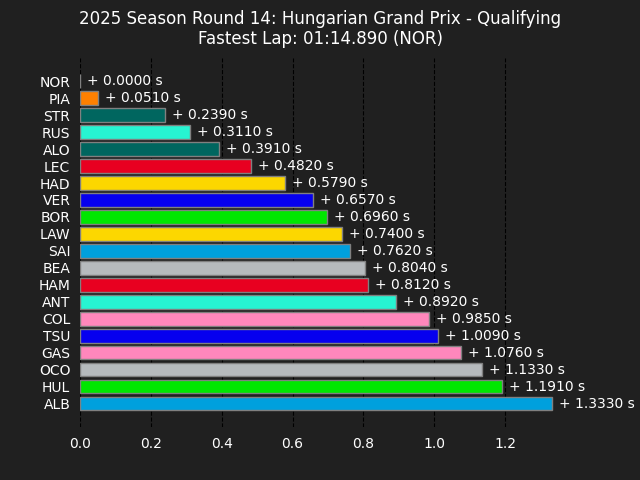 2025 Season Round 14: Hungarian Grand Prix - Qualifying
Fastest Lap: 01:14.890 (NOR)
NOR + 0.0000 s
PIA + 0.0510 s
STR + 0.2390 s
RUS + 0.3110 s
ALO + 0.3910 s
LEC + 0.4820 s
HAD + 0.5790 s
VER + 0.6570 s
BOR + 0.6960 s
LAW + 0.7400 s
SAI + 0.7620 s
BEA + 0.8040 s
HAM + 0.8120 s
ANT + 0.8920 s
COL + 0.9850 s
TSU + 1.0090 s
GAS + 1.0760 s
OCO + 1.1330 s
HUL + 1.1910 s
ALB + 1.3330 s
0.0 0.2 0.4 0.6 0.8 1.0 1.2